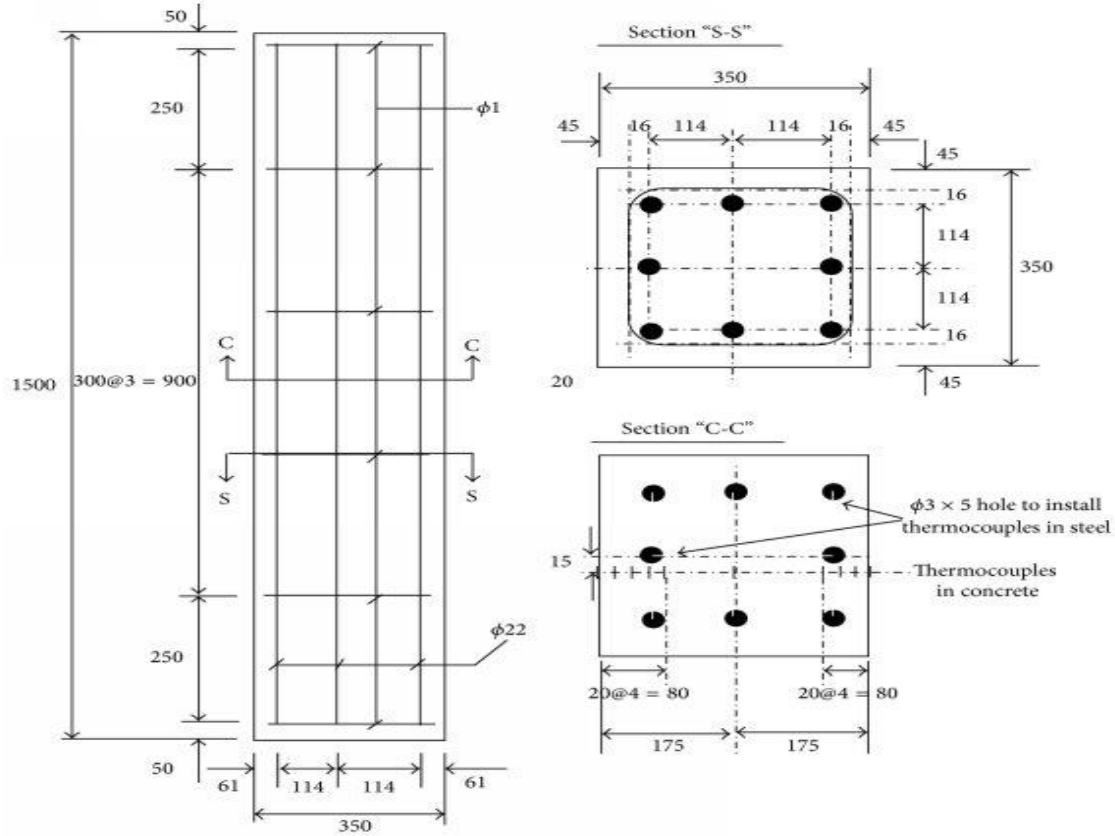 50
250
1500
300@3 = 900
250
50
ϕ1
C
C
S
S
ϕ22
61
114
114
61
350
Section "S-S"
350
45
16
114
114
16
45
45
16
114
114
16
45
350
20
Section "C-C"
ϕ3 × 5 hole to install
thermocouples in steel
15
Thermocouples
in concrete
20@4 = 80
20@4 = 80
175
175